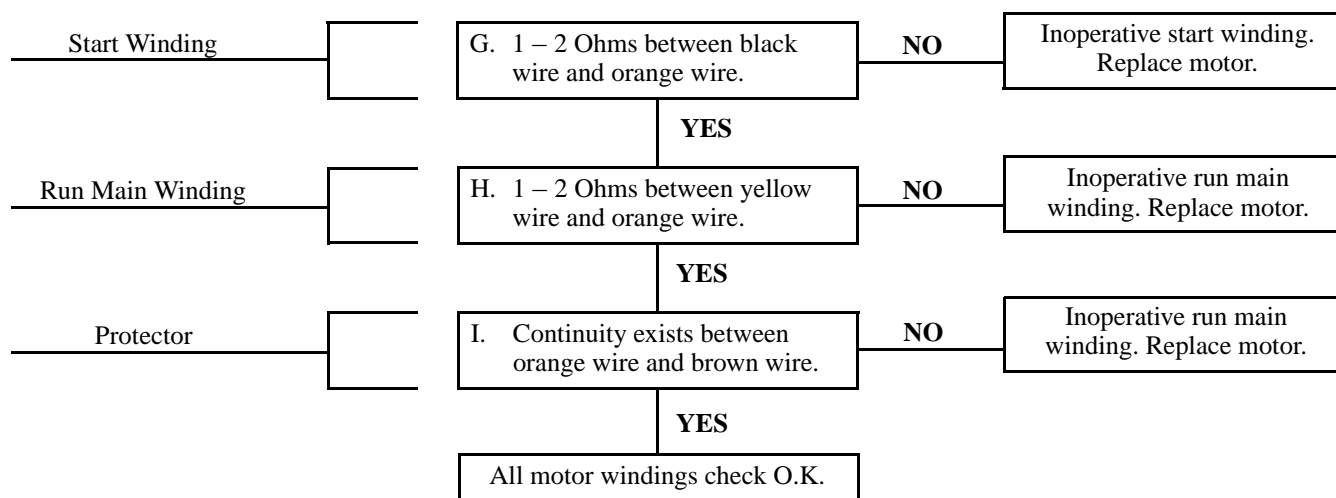 Start Winding
G. 1 – 2 Ohms between black
wire and orange wire.
NO
Inoperative start winding.
Replace motor.
YES
Run Main Winding
H. 1 – 2 Ohms between yellow
wire and orange wire.
NO
Inoperative run main
winding. Replace motor.
YES
Protector
I. Continuity exists between
orange wire and brown wire.
NO
Inoperative run main
winding. Replace motor.
YES
All motor windings check O.K.